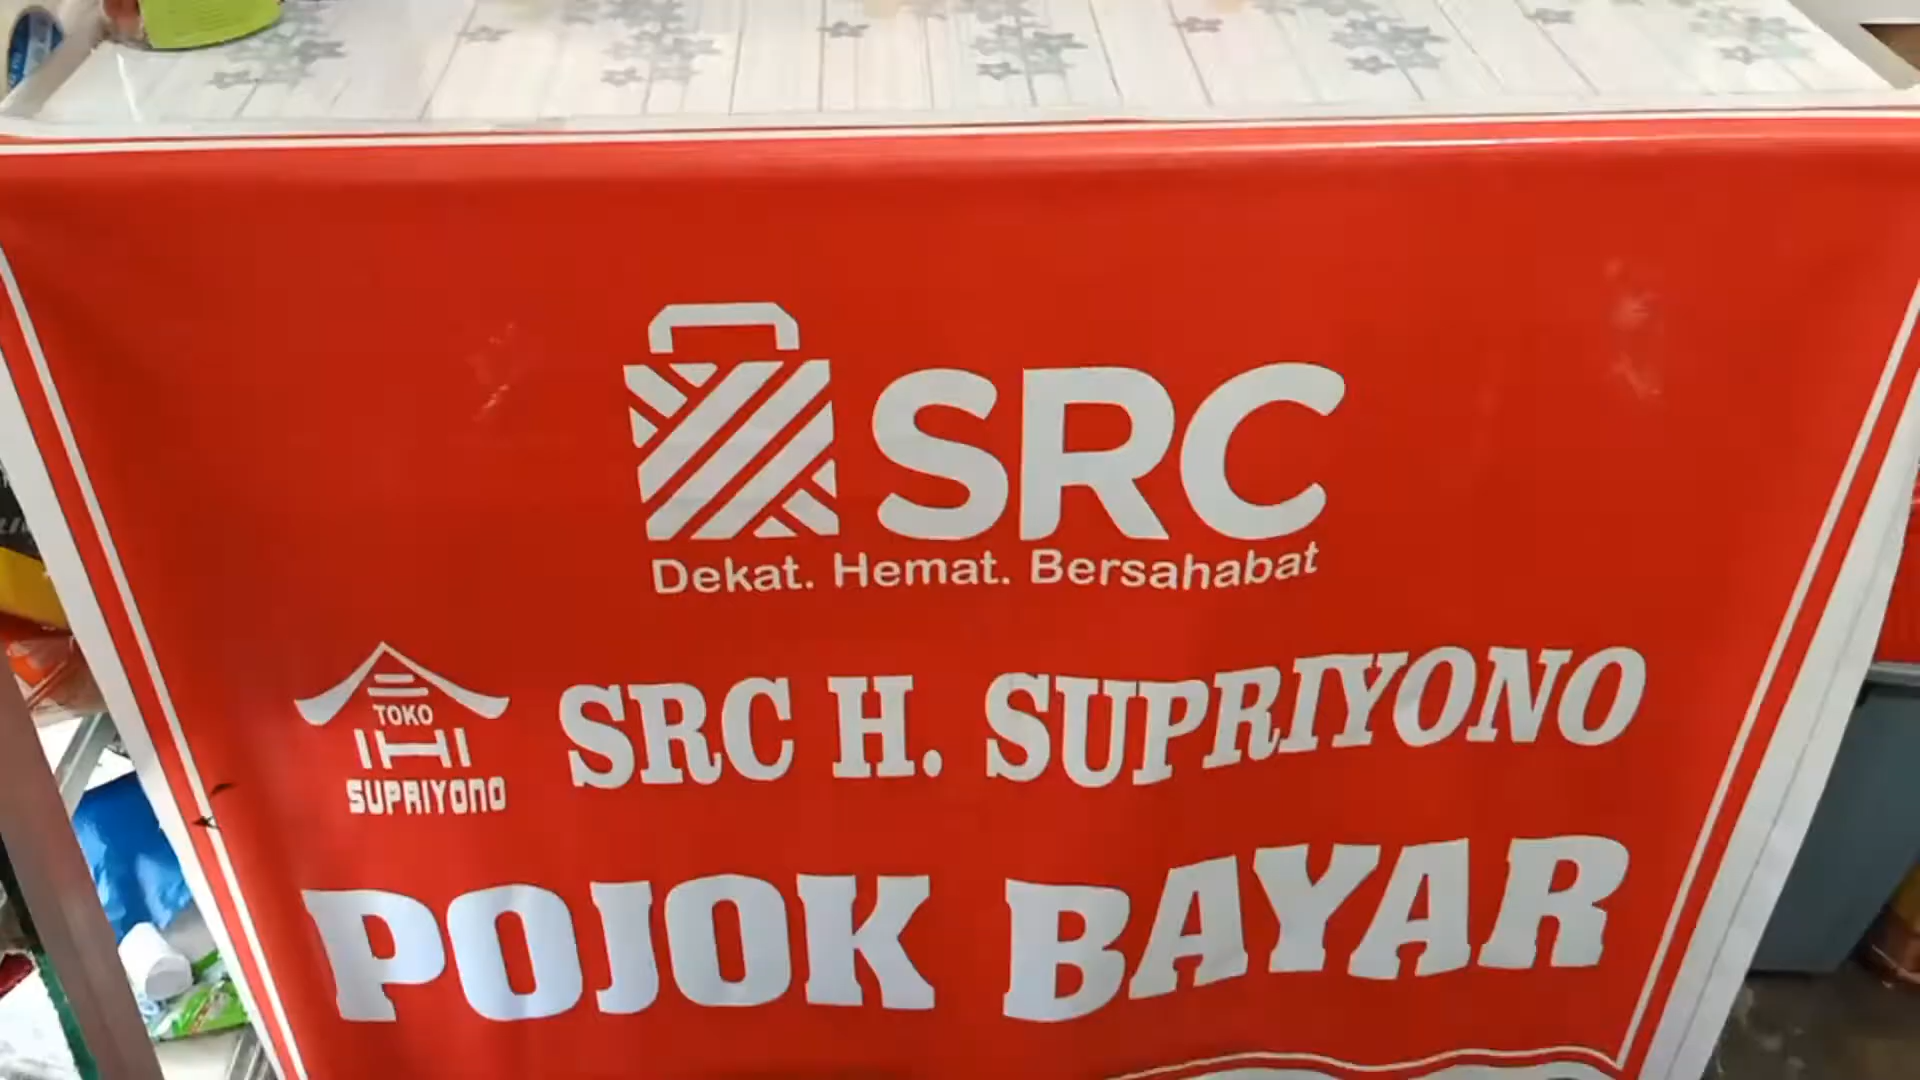 SRC
Dekat. Hemat. Bersahabat
TOKO
H
SUPRIYONO
SRC H. SUPRIYONO
POJOK BAYAR